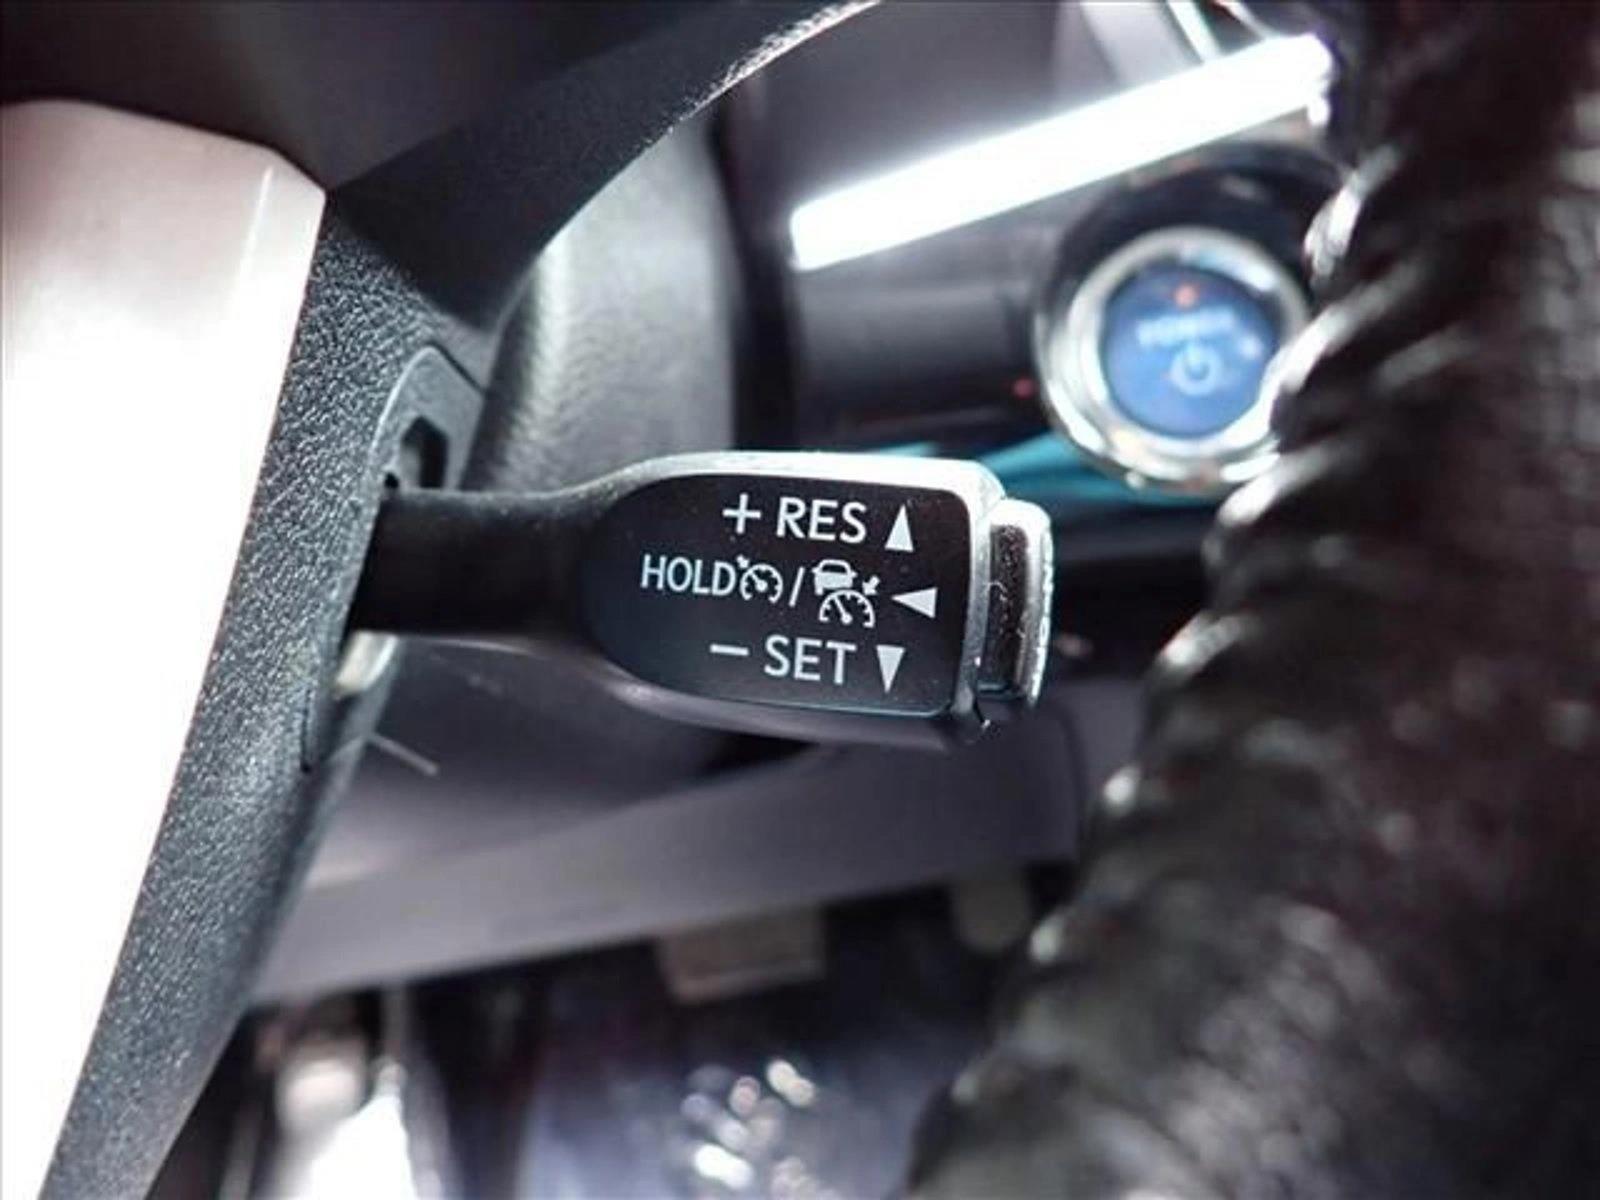 POWER
+ RES ▲
HOLD / ◀
− SET ▼